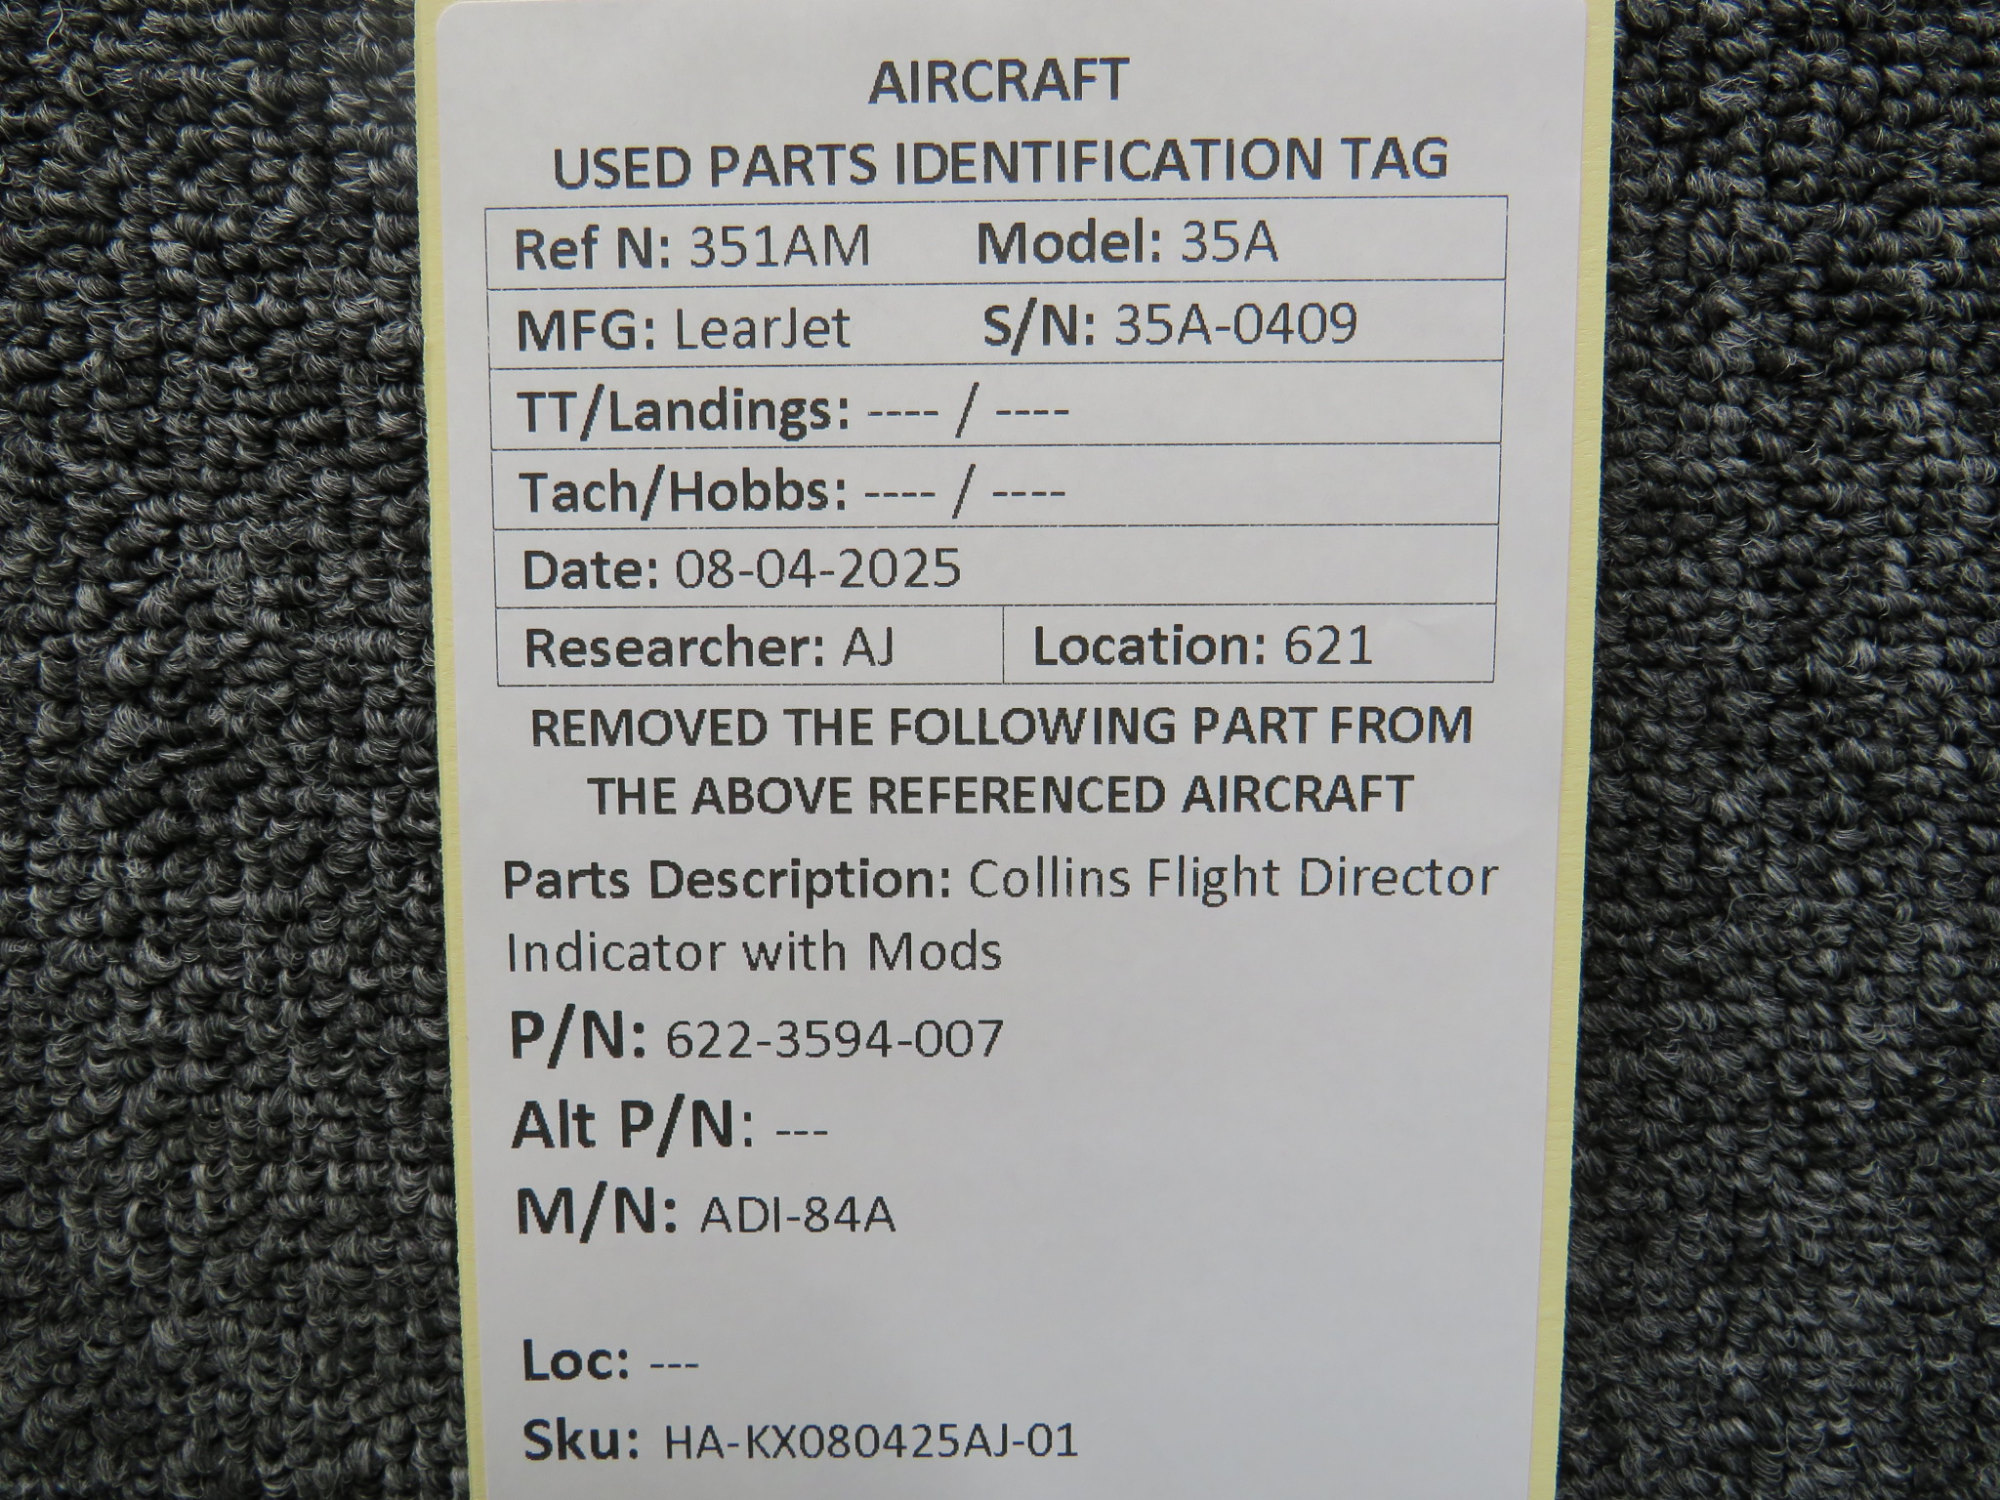 AIRCRAFT
USED PARTS IDENTIFICATION TAG
Ref N: 351AM Model: 35A
MFG: LearJet S/N: 35A-0409
TT/Landings: ---- / ----
Tach/Hobbs: ---- / ----
Date: 08-04-2025
Researcher: AJ Location: 621
REMOVED THE FOLLOWING PART FROM
THE ABOVE REFERENCED AIRCRAFT
Parts Description: Collins Flight Director
Indicator with Mods
P/N: 622-3594-007
Alt P/N: ---
M/N: ADI-84A
Loc: ---
Sku: HA-KX080425AJ-01